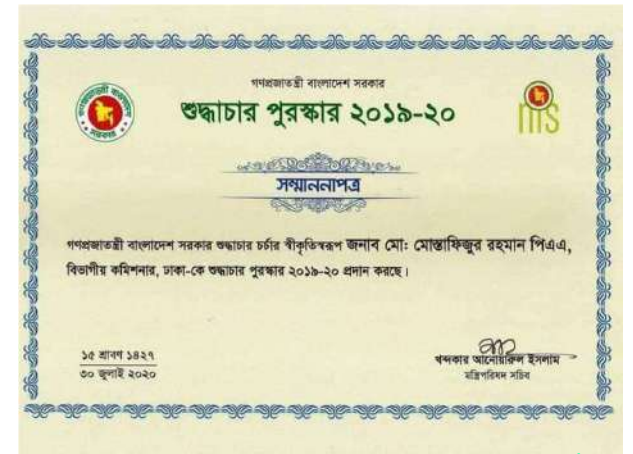 গণপ্রজাতন্ত্রী বাংলাদেশ সরকার
শুদ্ধাচার পুরস্কার ২০১৯-২০
nis
সম্মাননাপত্র
গণপ্রজাতন্ত্রী বাংলাদেশ সরকার শুদ্ধাচার চর্চার স্বীকৃতিস্বরূপ জনাব মোঃ মোস্তাফিজুর রহমান পিএএ,
বিভাগীয় কমিশনার, ঢাকা-কে শুদ্ধাচার পুরস্কার ২০১৯-২০ প্রদান করছে।
১৫ শ্রাবণ ১৪২৭
৩০ জুলাই ২০২০
খন্দকার আনোয়ারুল ইসলাম
মন্ত্রিপরিষদ সচিব